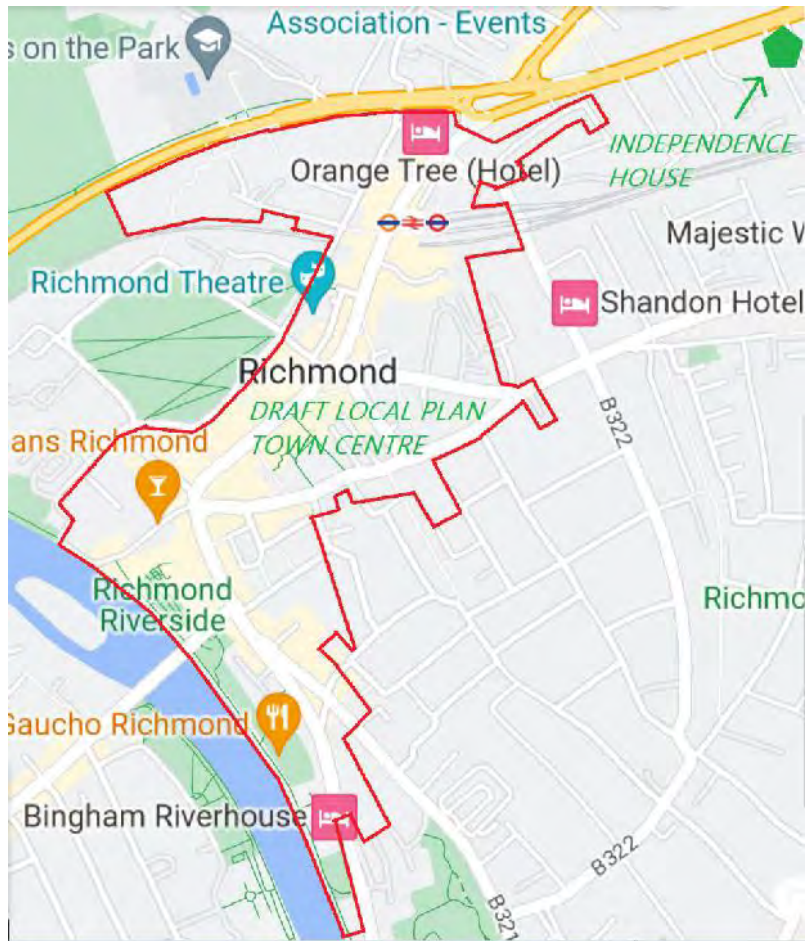 Association - Events
s on the Park
INDEPENDENCE
HOUSE
Orange Tree (Hotel)
Majestic W
Richmond Theatre
Shandon Hotel
Richmond
DRAFT LOCAL PLAN
TOWN CENTRE
B322
ans Richmond
Richmond
Riverside
Richmo
Gaucho Richmond
Bingham Riverhouse
B322
B321